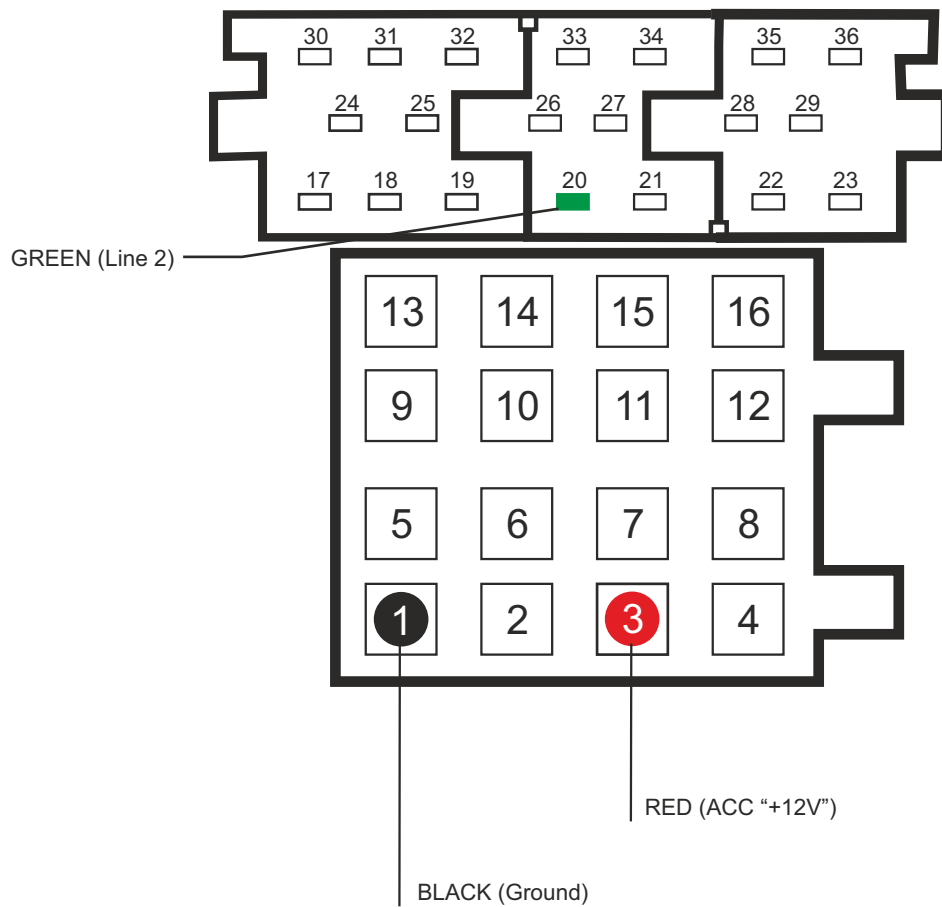 30 31 32 33 34 35 36
24 25 26 27 28 29
17 18 19 20 21 22 23
GREEN (Line 2)
13 14 15 16
9 10 11 12
5 6 7 8
1 2 3 4
RED (ACC “+12V”)
BLACK (Ground)